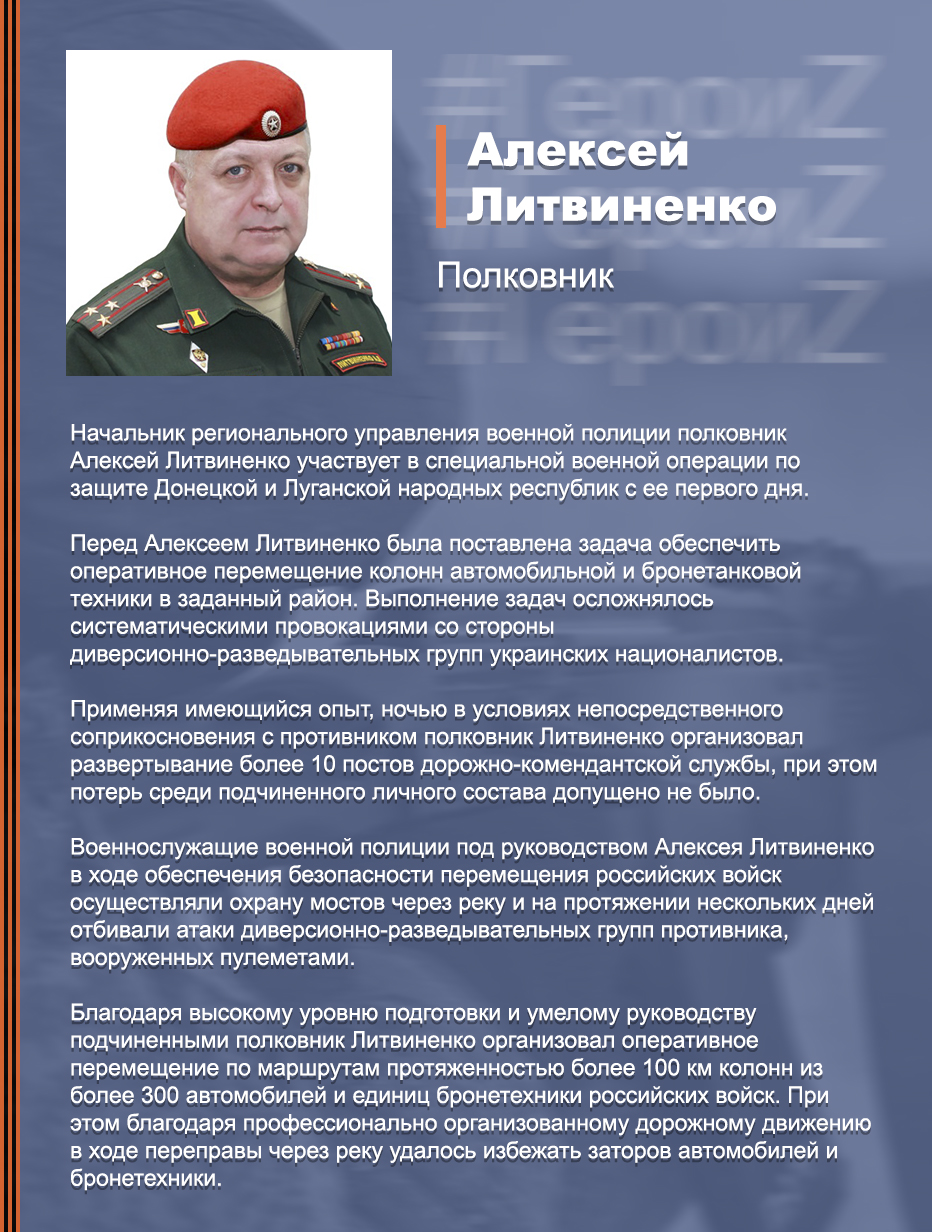 #ГероиZ
Алексей
#ГероиZ
Литвиненко
Полковник
#ГероиZ
ЛИТВИНЕНКО А.И.
Начальник регионального управления военной полиции полковник
Алексей Литвиненко участвует в специальной военной операции по
защите Донецкой и Луганской народных республик с ее первого дня.
Перед Алексеем Литвиненко была поставлена задача обеспечить
оперативное перемещение колонн автомобильной и бронетанковой
техники в заданный район. Выполнение задач осложнялось
систематическими провокациями со стороны
диверсионно-разведывательных групп украинских националистов.
Применяя имеющийся опыт, ночью в условиях непосредственного
соприкосновения с противником полковник Литвиненко организовал
развертывание более 10 постов дорожно-комендантской службы, при этом
потерь среди подчиненного личного состава допущено не было.
Военнослужащие военной полиции под руководством Алексея Литвиненко
в ходе обеспечения безопасности перемещения российских войск
осуществляли охрану мостов через реку и на протяжении нескольких дней
отбивали атаки диверсионно-разведывательных групп противника,
вооруженных пулеметами.
Благодаря высокому уровню подготовки и умелому руководству
подчиненными полковник Литвиненко организовал оперативное
перемещение по маршрутам протяженностью более 100 км колонн из
более 300 автомобилей и единиц бронетехники российских войск. При
этом благодаря профессионально организованному дорожному движению
в ходе переправы через реку удалось избежать заторов автомобилей и
бронетехники.